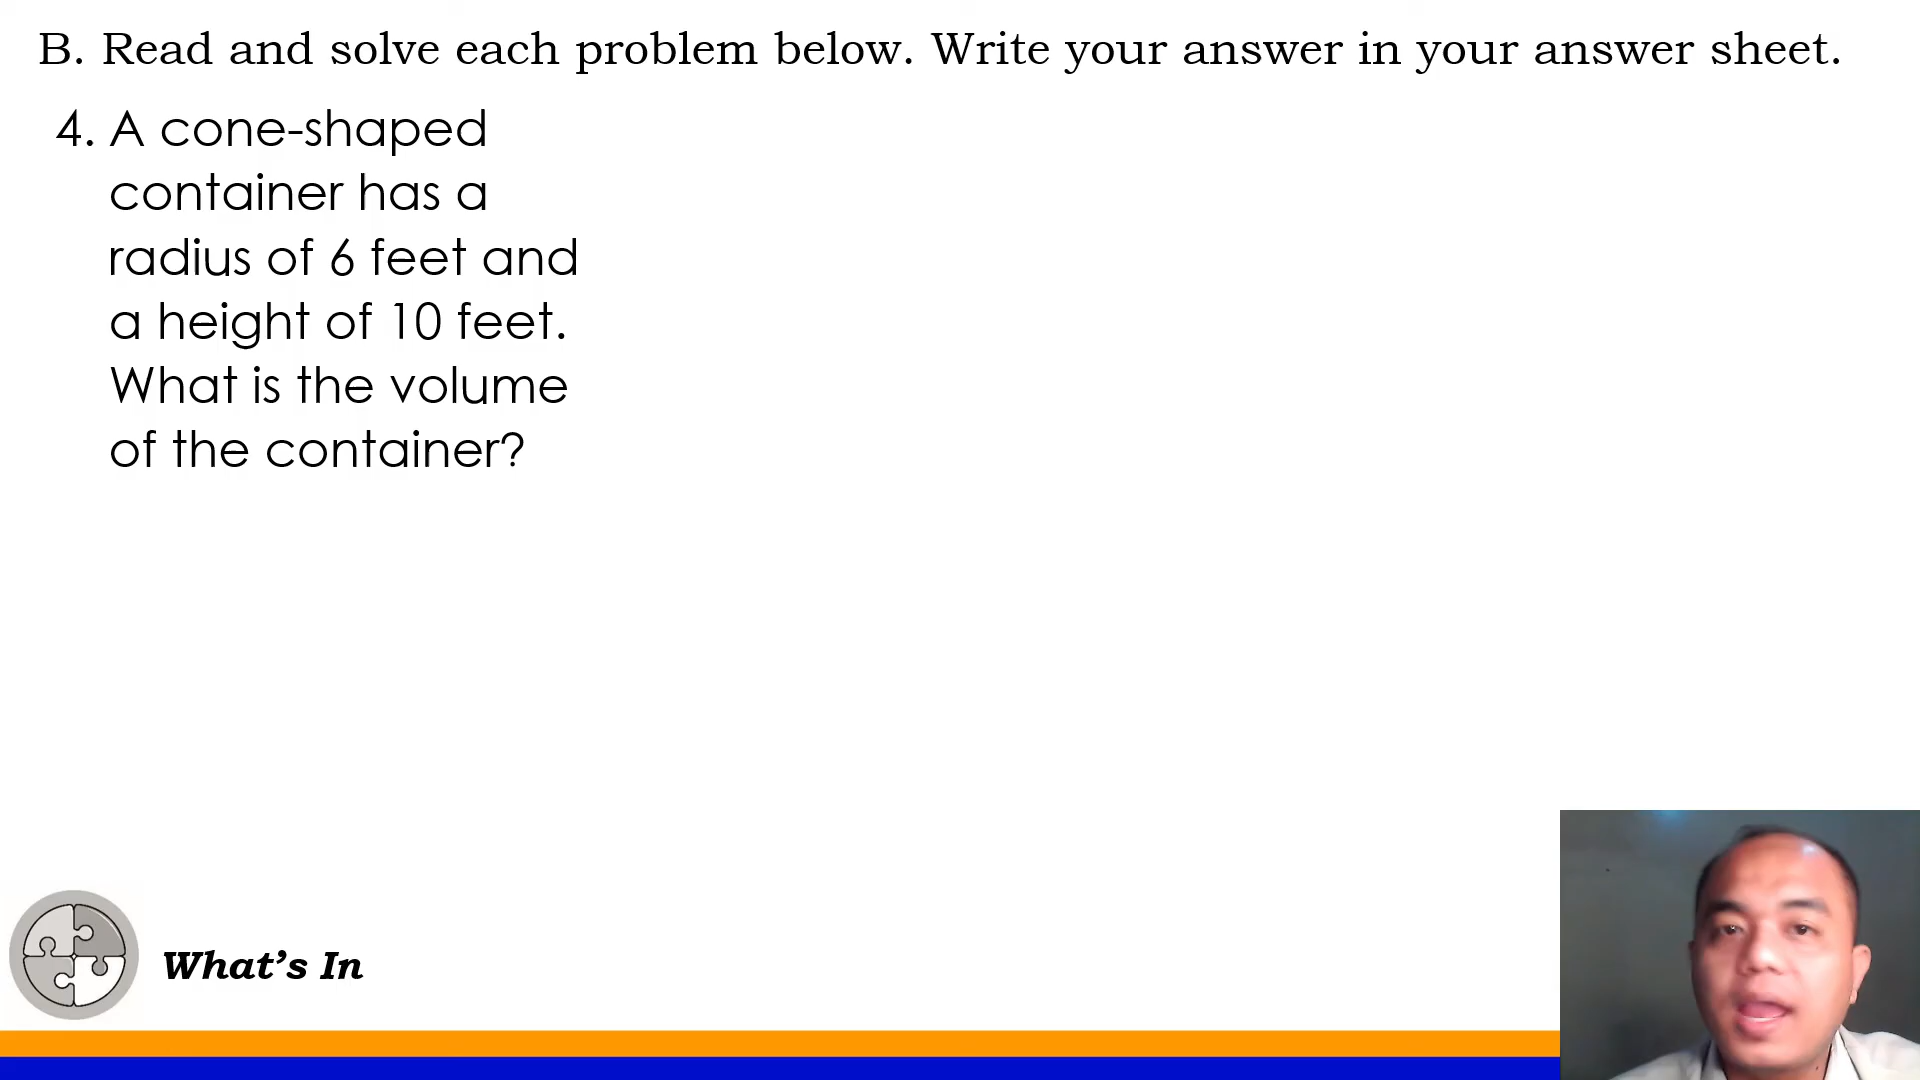 B. Read and solve each problem below. Write your answer in your answer sheet.
4. A cone-shaped
container has a
radius of 6 feet and
a height of 10 feet.
What is the volume
of the container?
What's In